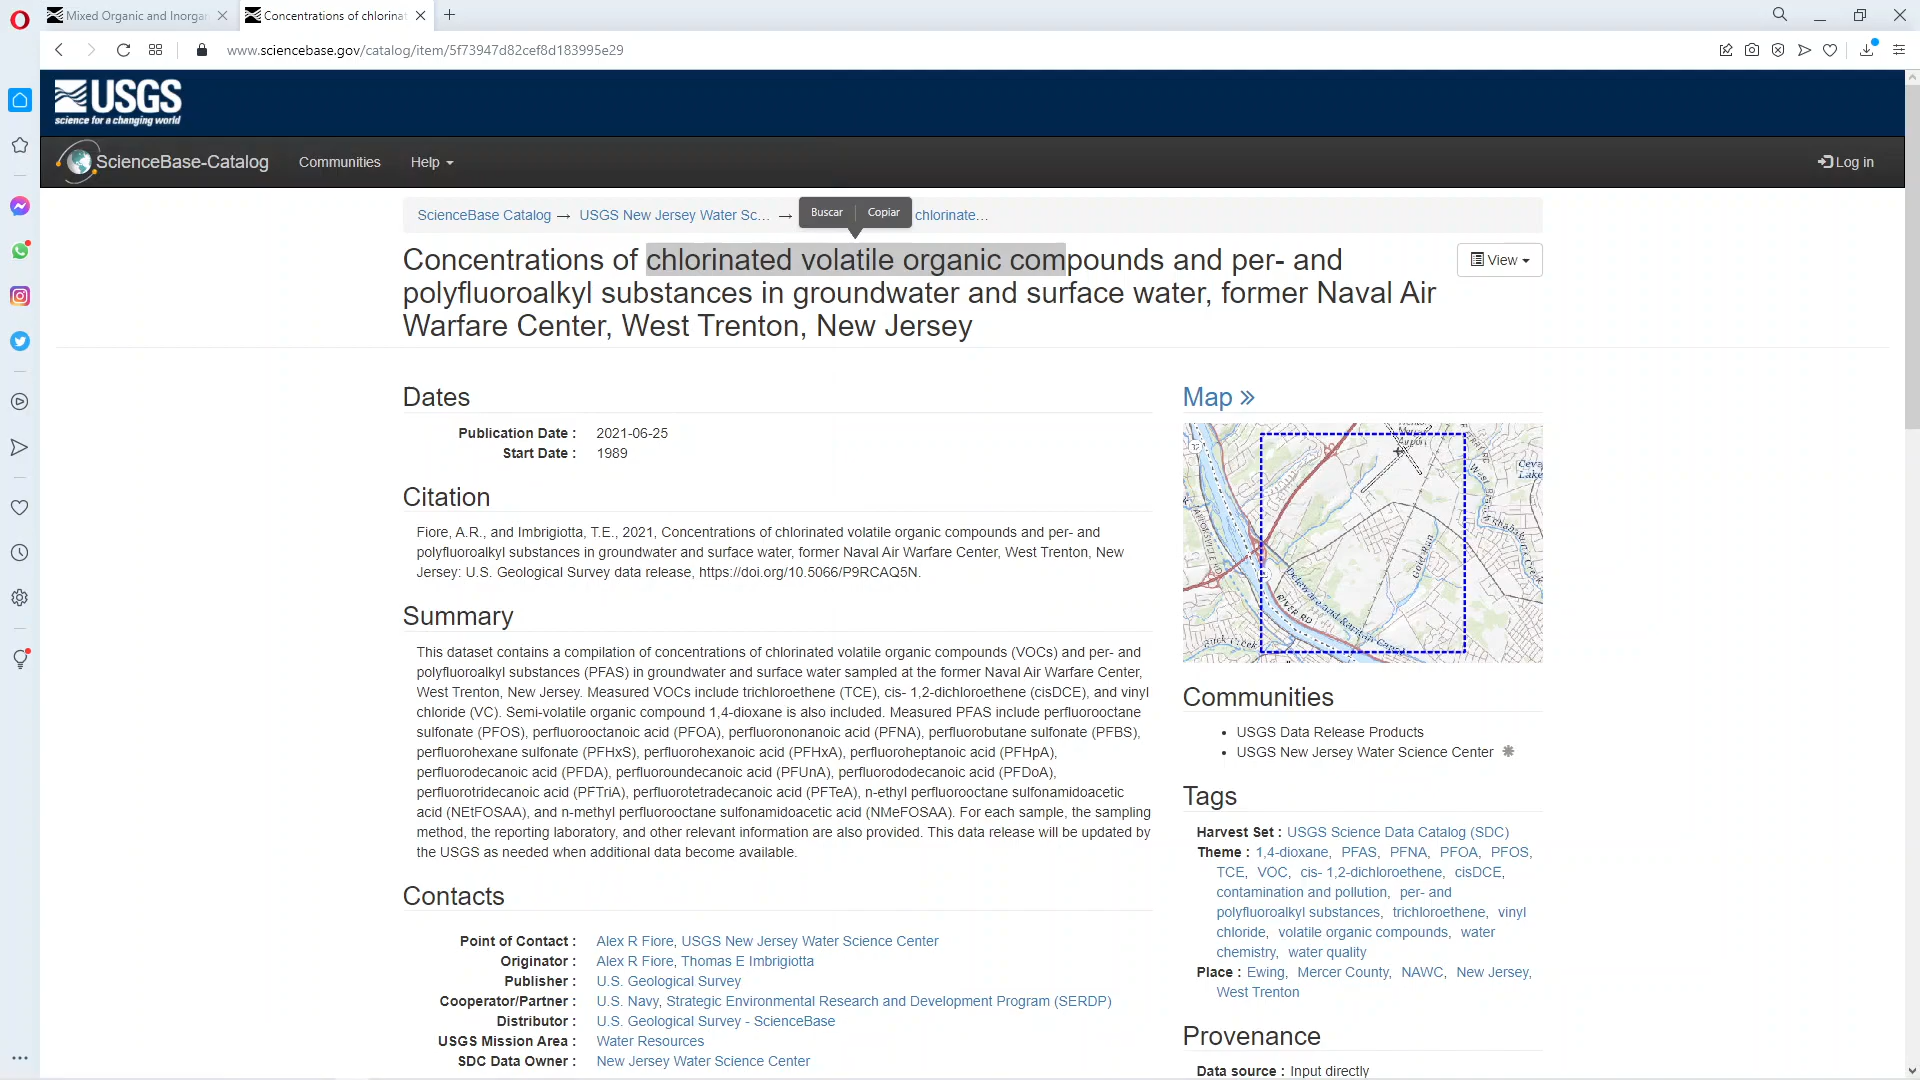 Mixed Organic and Inorgar
Concentrations of chlorinat
www.sciencebase.gov/catalog/item/5f73947d82cef8d183995e29
USGS
science for a changing world
ScienceBase-Catalog
Communities
Help
Log in
ScienceBase Catalog → USGS New Jersey Water Sc... → chlorinate...
Buscar Copiar
Concentrations of chlorinated volatile organic compounds and per- and
polyfluoroalkyl substances in groundwater and surface water, former Naval Air
Warfare Center, West Trenton, New Jersey
View
Dates
Publication Date : 2021-06-25
Start Date : 1989
Citation
Fiore, A.R., and Imbrigiotta, T.E., 2021, Concentrations of chlorinated volatile organic compounds and per- and
polyfluoroalkyl substances in groundwater and surface water, former Naval Air Warfare Center, West Trenton, New
Jersey: U.S. Geological Survey data release, https://doi.org/10.5066/P9RCAQ5N.
Summary
This dataset contains a compilation of concentrations of chlorinated volatile organic compounds (VOCs) and per- and
polyfluoroalkyl substances (PFAS) in groundwater and surface water sampled at the former Naval Air Warfare Center,
West Trenton, New Jersey. Measured VOCs include trichloroethene (TCE), cis- 1,2-dichloroethene (cisDCE), and vinyl
chloride (VC). Semi-volatile organic compound 1,4-dioxane is also included. Measured PFAS include perfluorooctane
sulfonate (PFOS), perfluorooctanoic acid (PFOA), perfluorononanoic acid (PFNA), perfluorobutane sulfonate (PFBS),
perfluorohexane sulfonate (PFHxS), perfluorohexanoic acid (PFHxA), perfluoroheptanoic acid (PFHpA),
perfluorodecanoic acid (PFDA), perfluoroundecanoic acid (PFUnA), perfluorododecanoic acid (PFDoA),
perfluorotridecanoic acid (PFTriA), perfluorotetradecanoic acid (PFTeA), n-ethyl perfluorooctane sulfonamidoacetic
acid (NEtFOSAA), and n-methyl perfluorooctane sulfonamidoacetic acid (NMeFOSAA). For each sample, the sampling
method, the reporting laboratory, and other relevant information are also provided. This data release will be updated by
the USGS as needed when additional data become available.
Contacts
Point of Contact : Alex R Fiore, USGS New Jersey Water Science Center
Originator : Alex R Fiore, Thomas E Imbrigiotta
Publisher : U.S. Geological Survey
Cooperator/Partner : U.S. Navy, Strategic Environmental Research and Development Program (SERDP)
Distributor : U.S. Geological Survey - ScienceBase
USGS Mission Area : Water Resources
SDC Data Owner : New Jersey Water Science Center
Map »
Airport
Lake
Gold Run
RIVER RD
Delaware and Raritan Canal
Communities
• USGS Data Release Products
• USGS New Jersey Water Science Center
Tags
Harvest Set : USGS Science Data Catalog (SDC)
Theme : 1,4-dioxane, PFAS, PFNA, PFOA, PFOS,
TCE, VOC, cis- 1,2-dichloroethene, cisDCE,
contamination and pollution, per- and
polyfluoroalkyl substances, trichloroethene, vinyl
chloride, volatile organic compounds, water
chemistry, water quality
Place : Ewing, Mercer County, NAWC, New Jersey,
West Trenton
Provenance
Data source : Input directly